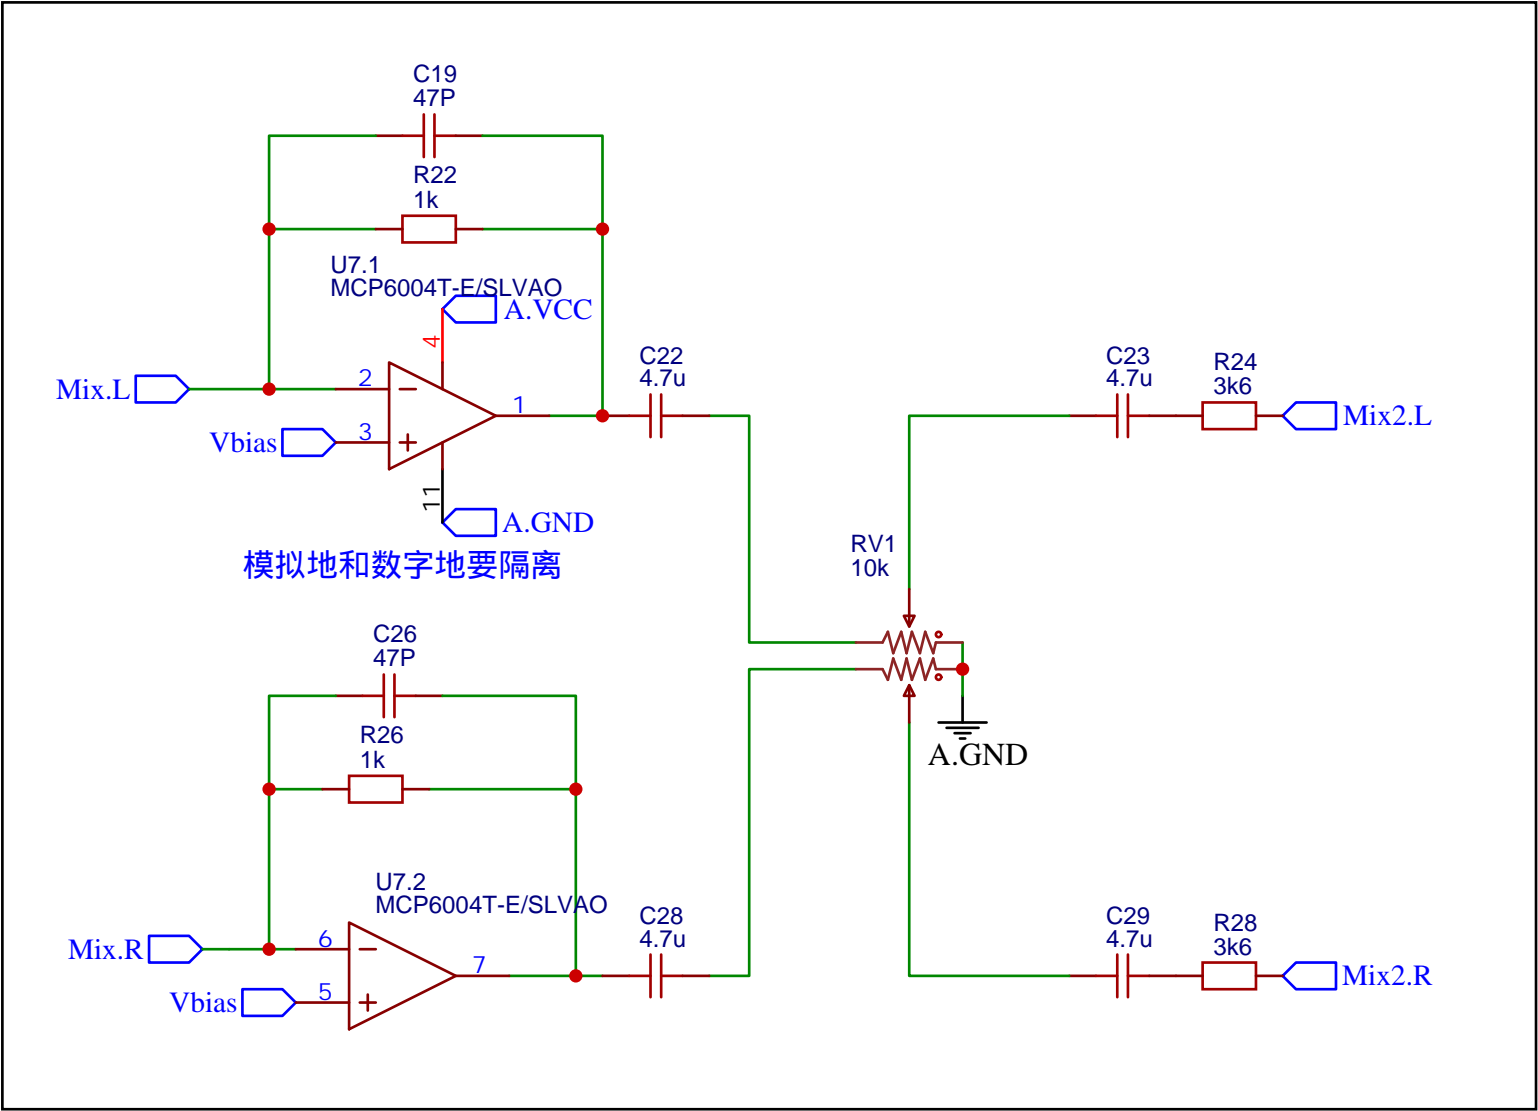 C19
47P
R22
1k
U7.1
MCP6004T-E/SLVAO
A.VCC
4
Mix.L
2
1
Vbias
3
11
A.GND
模拟地和数字地要隔离
C22
4.7u
C23
4.7u
R24
3k6
Mix2.L
RV1
10k
A.GND
C26
47P
R26
1k
U7.2
MCP6004T-E/SLVAO
Mix.R
6
7
Vbias
5
C28
4.7u
C29
4.7u
R28
3k6
Mix2.R